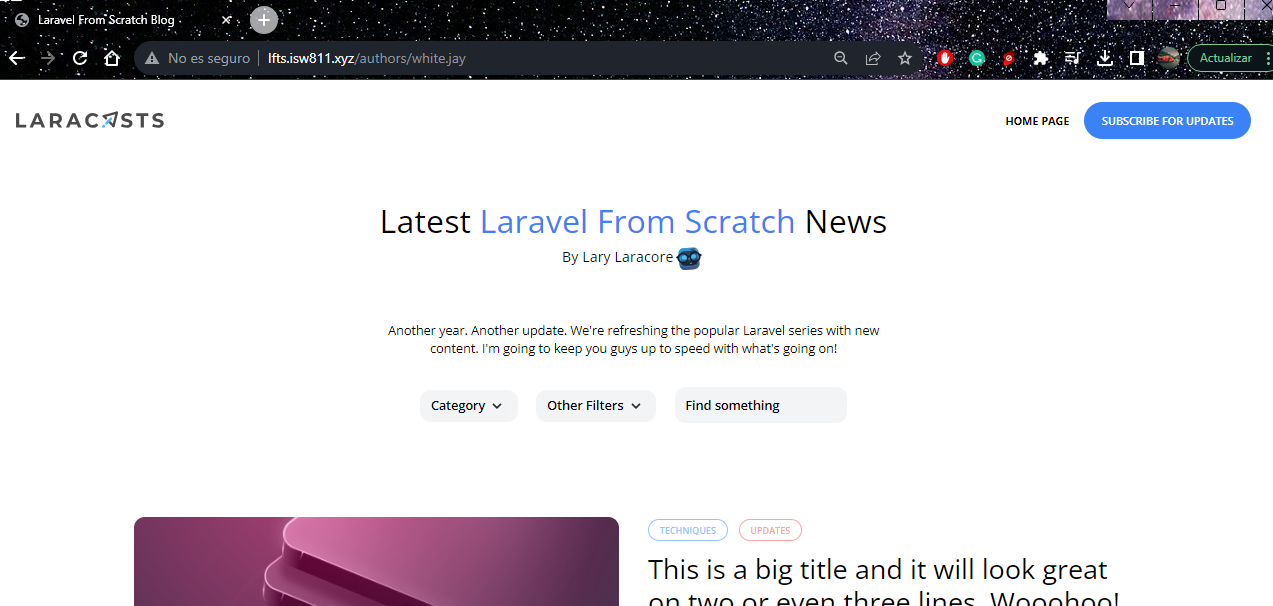 Laravel From Scratch Blog
No es seguro
lfts.isw811.xyz/authors/white.jay
Actualizar
LARACASTS
HOME PAGE
SUBSCRIBE FOR UPDATES
Latest Laravel From Scratch News
By Lary Laracore
Another year. Another update. We're refreshing the popular Laravel series with new
content. I'm going to keep you guys up to speed with what's going on!
Category
Other Filters
Find something
TECHNIQUES
UPDATES
This is a big title and it will look great
on two or even three lines. Wooohoo!